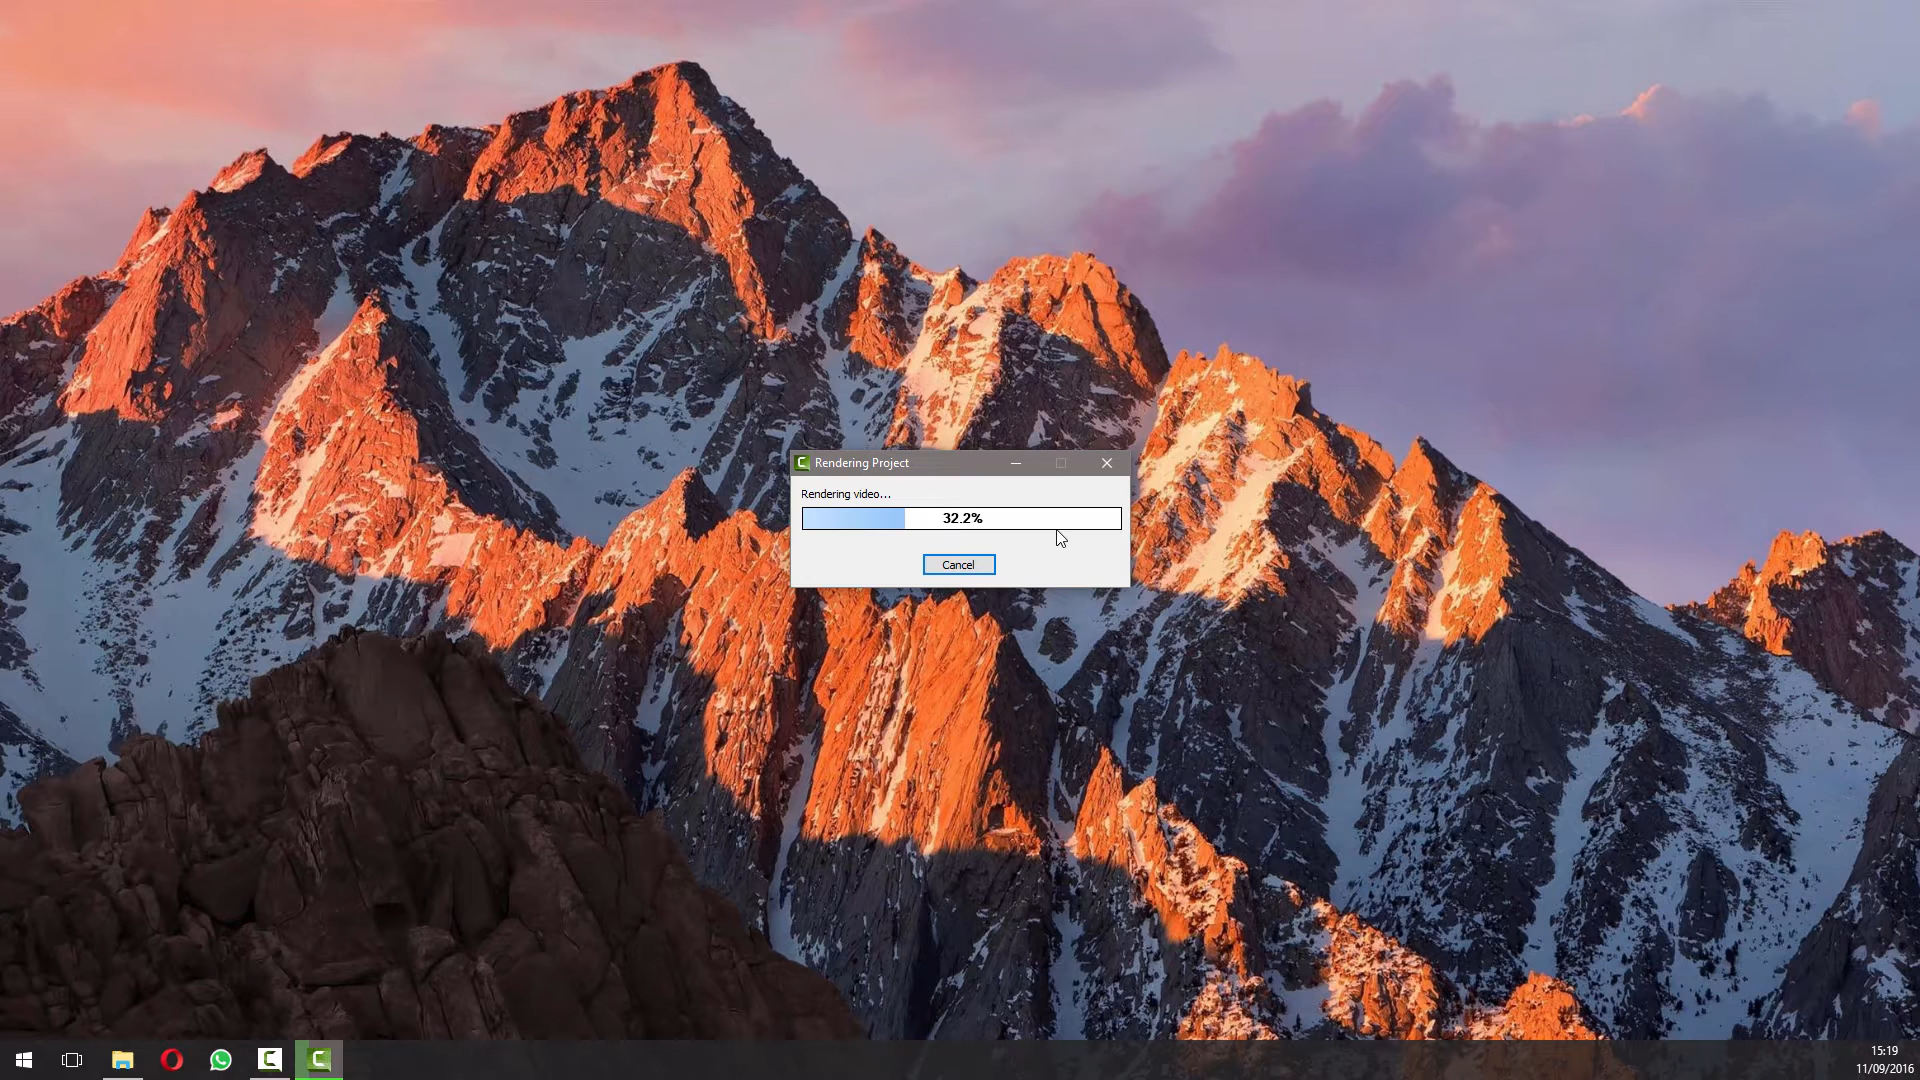 Rendering Project
Rendering video...
32.2%
Cancel
15:19
11/09/2016